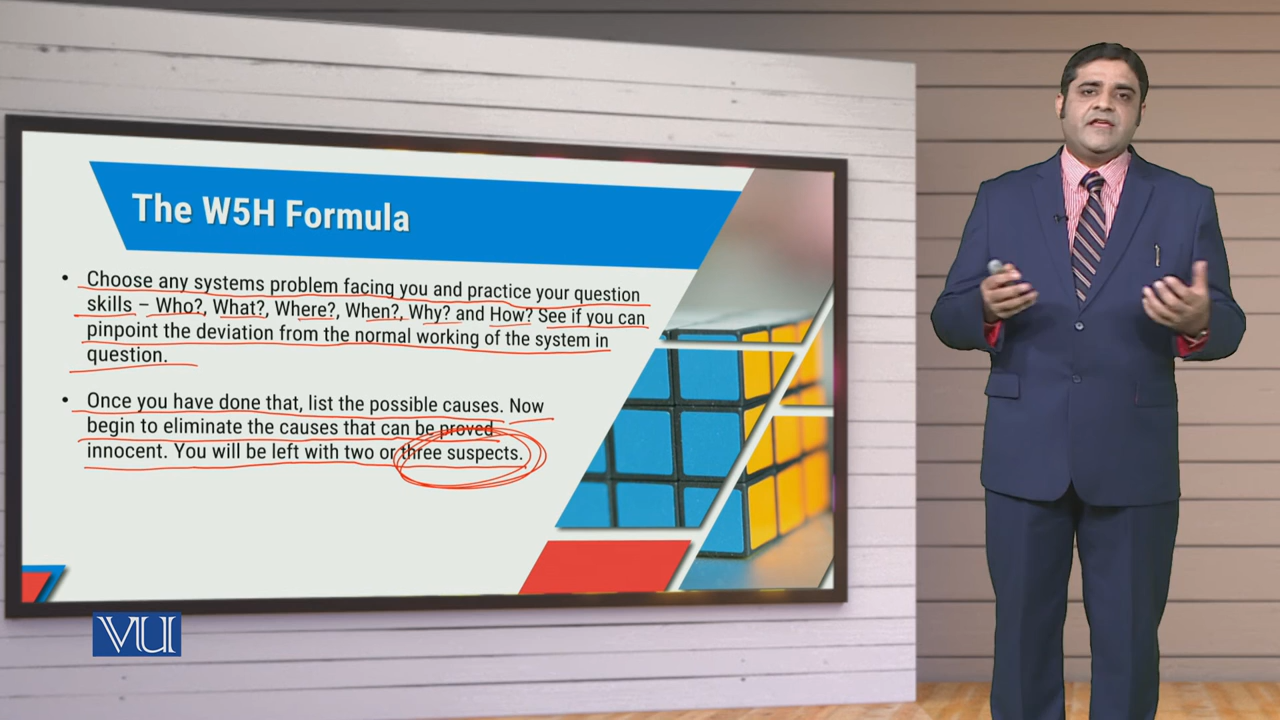 The W5H Formula
• Choose any systems problem facing you and practice your question
skills – Who?, What?, Where?, When?, Why? and How? See if you can
pinpoint the deviation from the normal working of the system in
question.
• Once you have done that, list the possible causes. Now
begin to eliminate the causes that can be proved
innocent. You will be left with two or three suspects.
VU